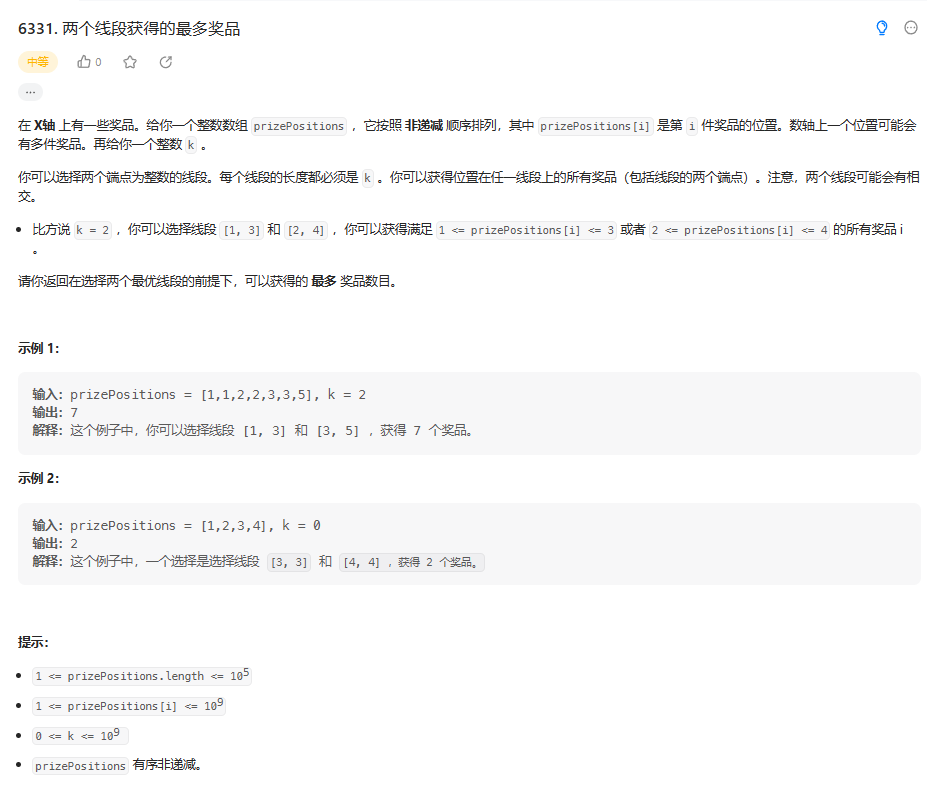 6331. 两个线段获得的最多奖品
中等 0
...
在 X轴 上有一些奖品。给你一个整数数组 prizePositions ，它按照 非递减 顺序排列，其中 prizePositions[i] 是第 i 件奖品的位置。数轴上一个位置可能会
有多件奖品。再给你一个整数 k 。
你可以选择两个端点为整数的线段。每个线段的长度都必须是 k 。你可以获得位置在任一线段上的所有奖品（包括线段的两个端点）。注意，两个线段可能会有相
交。
• 比方说 k = 2 ，你可以选择线段 [1, 3] 和 [2, 4] ，你可以获得满足 1 <= prizePositions[i] <= 3 或者 2 <= prizePositions[i] <= 4 的所有奖品 i
。
请你返回在选择两个最优线段的前提下，可以获得的 最多 奖品数目。
示例 1：
输入：prizePositions = [1,1,2,2,3,3,5], k = 2
输出：7
解释：这个例子中，你可以选择线段 [1, 3] 和 [3, 5] ，获得 7 个奖品。
示例 2：
输入：prizePositions = [1,2,3,4], k = 0
输出：2
解释：这个例子中，一个选择是选择线段 [3, 3] 和 [4, 4] ，获得 2 个奖品。
提示：
• 1 <= prizePositions.length <= 10⁵
• 1 <= prizePositions[i] <= 10⁹
• 0 <= k <= 10⁹
• prizePositions 有序非递减。